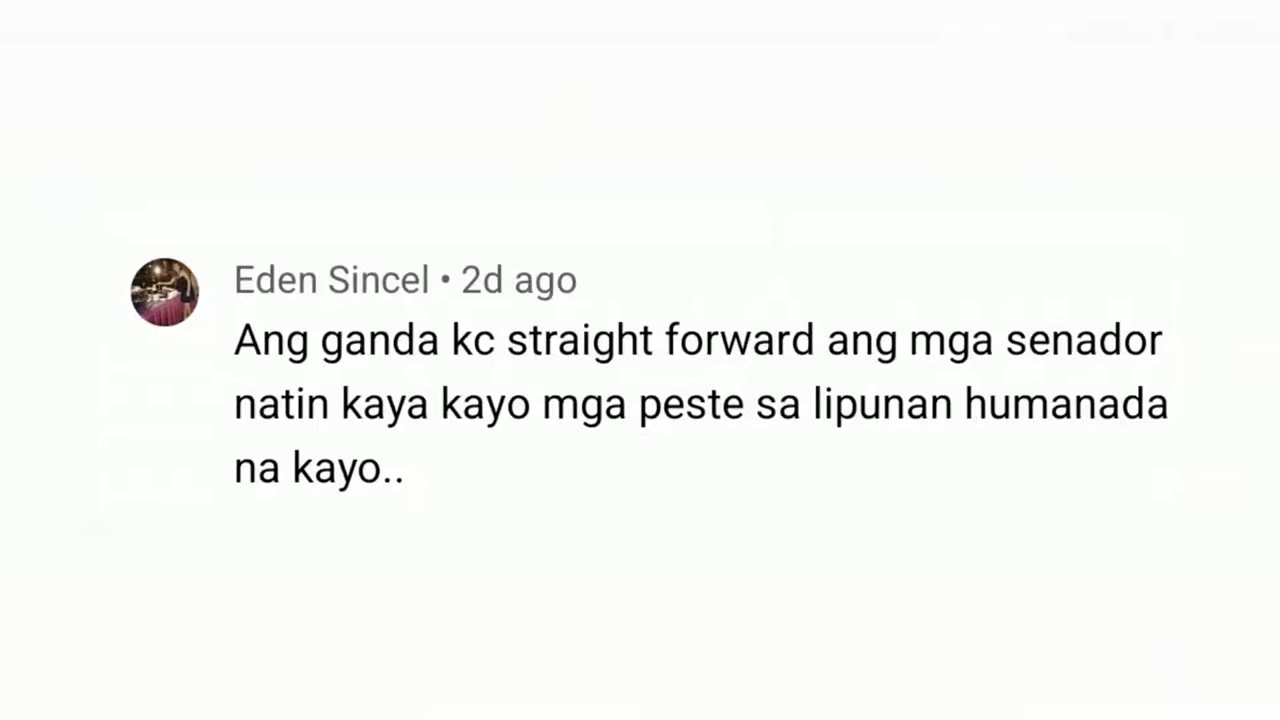 Eden Sincel • 2d ago
Ang ganda kc straight forward ang mga senador
natin kaya kayo mga peste sa lipunan humanada
na kayo..